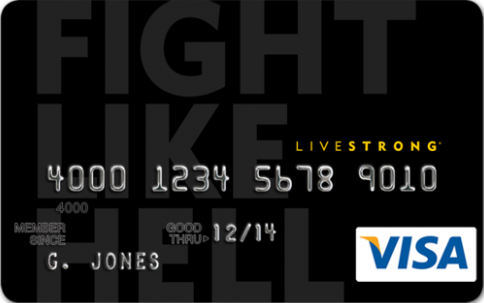 FIGHT
LIKE
HELL
LIVESTRONG®
4000 1234 5678 9010
4000
MEMBER SINCE
GOOD THRU 12/14
G. JONES
VISA